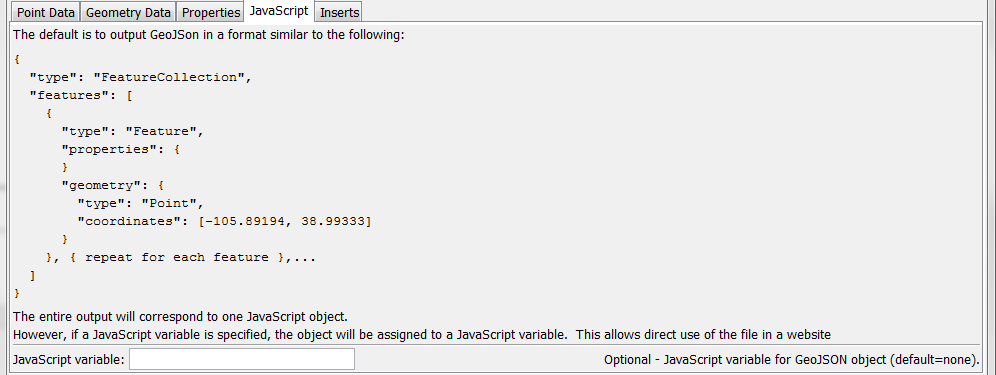 Point Data Geometry Data Properties JavaScript Inserts
The default is to output GeoJSon in a format similar to the following:
{
  "type": "FeatureCollection",
  "features": [
    {
      "type": "Feature",
      "properties": {
      }
      "geometry": {
        "type": "Point",
        "coordinates": [-105.89194, 38.99333]
      }
    }, { repeat for each feature },...
  ]
}
The entire output will correspond to one JavaScript object.
However, if a JavaScript variable is specified, the object will be assigned to a JavaScript variable.  This allows direct use of the file in a website
JavaScript variable: Optional - JavaScript variable for GeoJSON object (default=none).